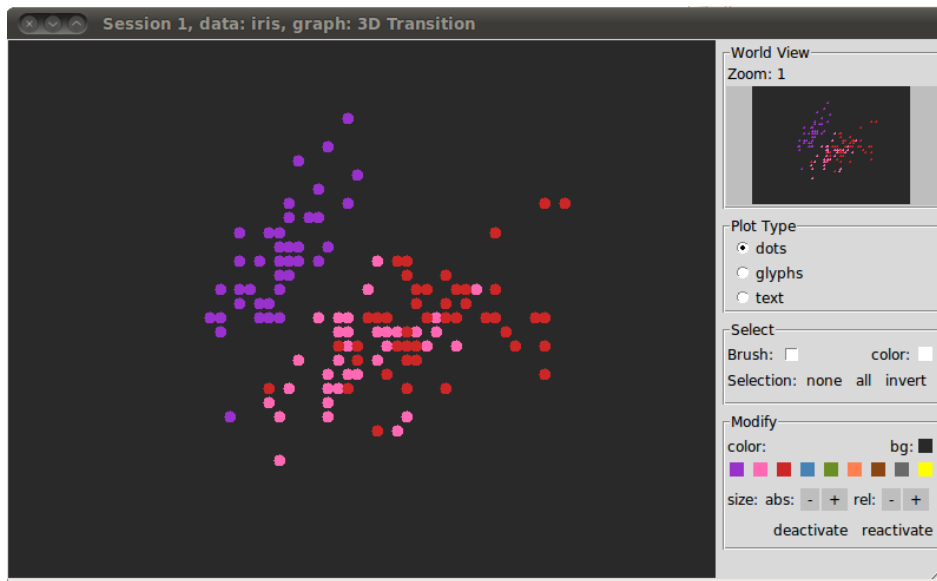 Session 1, data: iris, graph: 3D Transition
World View
Zoom: 1
Plot Type
dots
glyphs
text
Select
Brush: color:
Selection: none all invert
Modify
color: bg:
size: abs: - + rel: - +
deactivate reactivate